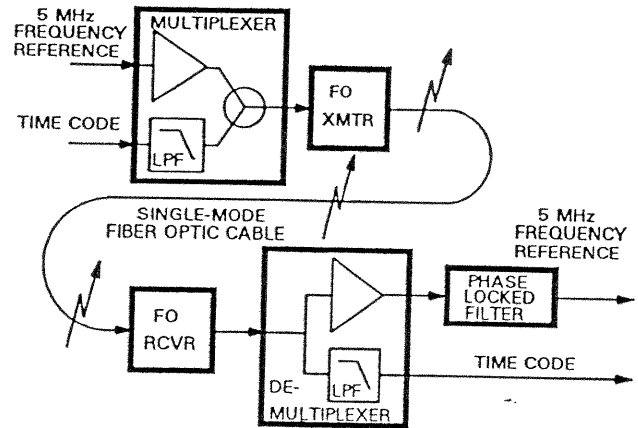 5 MHz
FREQUENCY
REFERENCE
MULTIPLEXER
TIME CODE
LPF
FO
XMTR
SINGLE-MODE
FIBER OPTIC CABLE
FO
RCVR
DE-
MULTIPLEXER
LPF
5 MHz
FREQUENCY
REFERENCE
PHASE
LOCKED
FILTER
TIME CODE